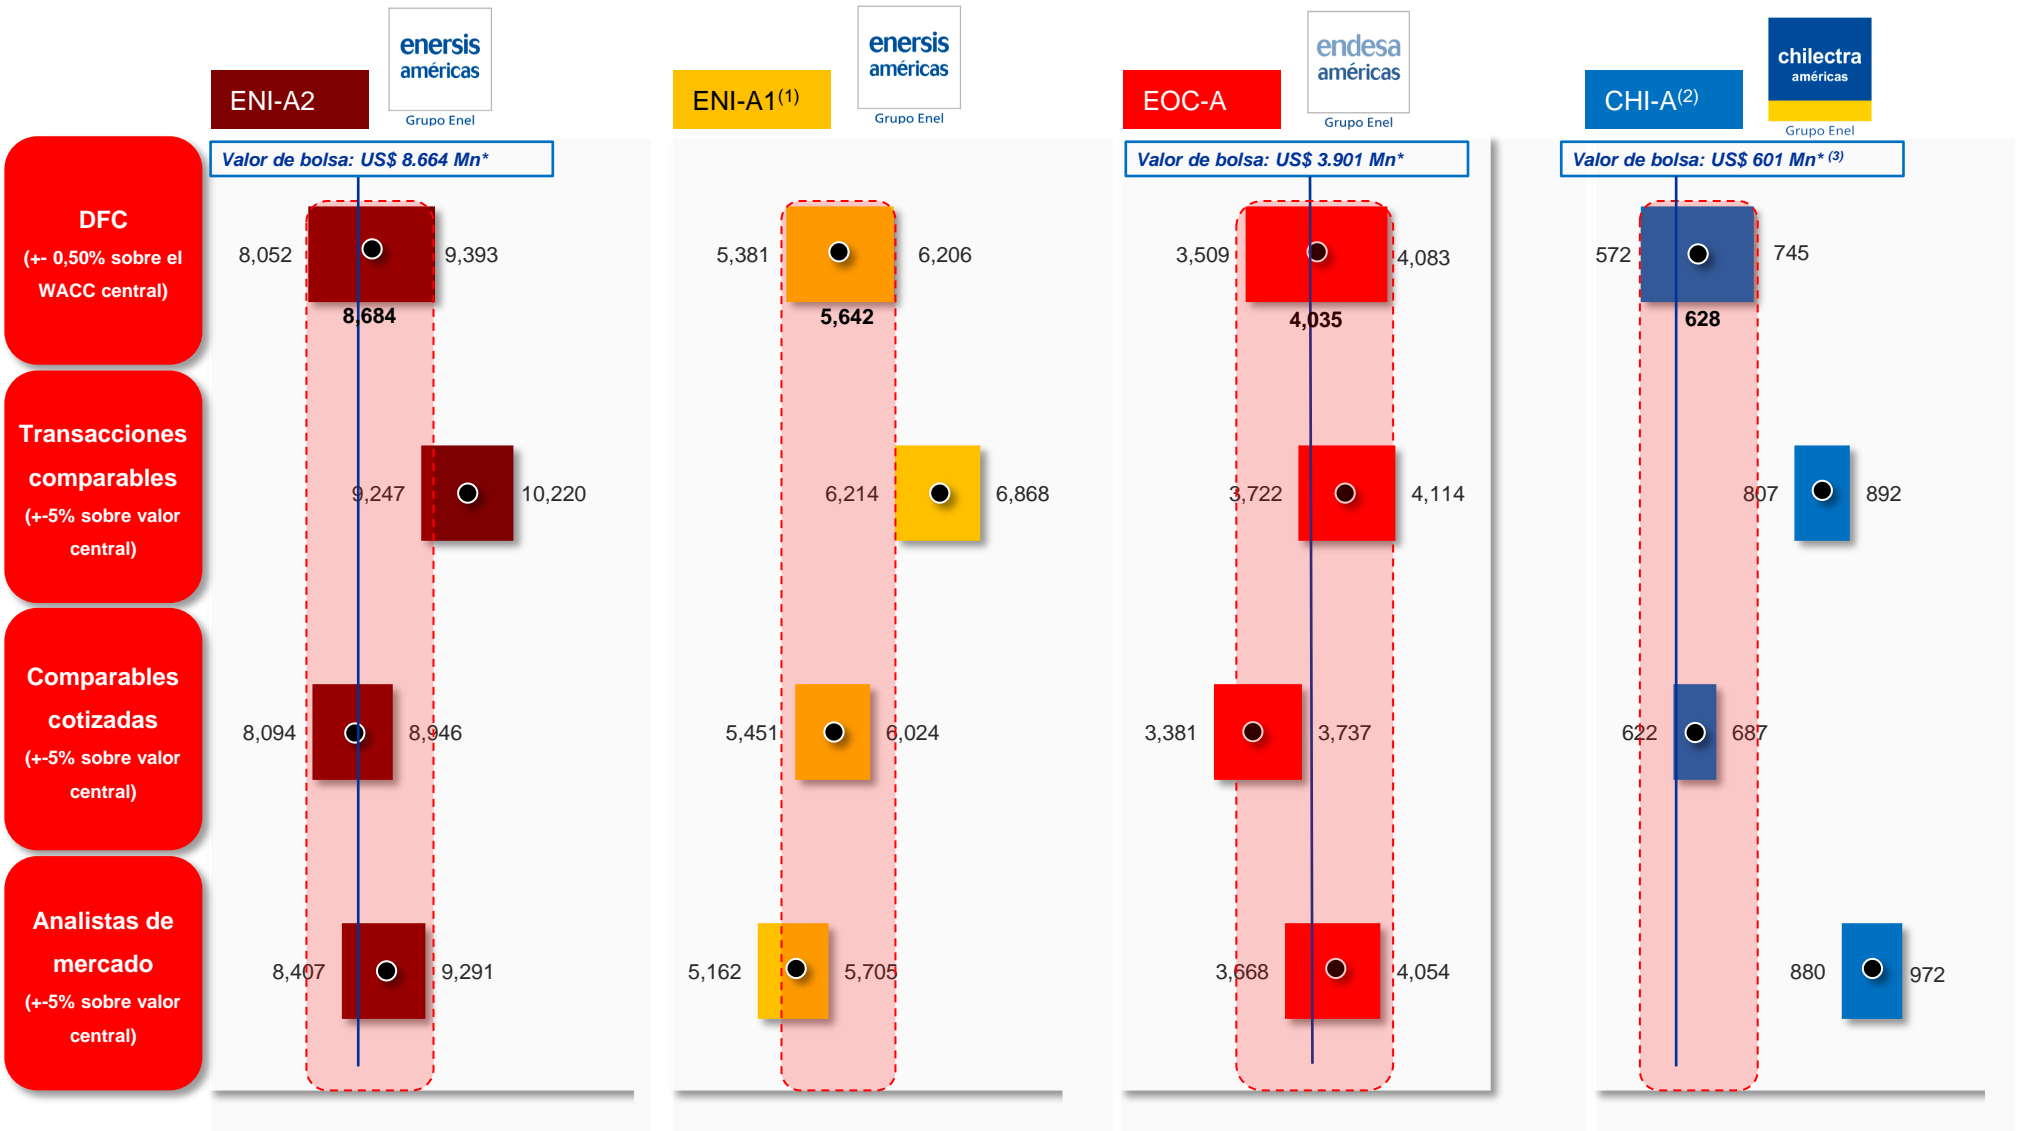 enersis
américas
Grupo Enel
ENI-A2
enersis
américas
Grupo Enel
ENI-A1(1)
endesa
américas
Grupo Enel
EOC-A
chilectra
américas
Grupo Enel
CHI-A(2)
Valor de bolsa: US$ 8.664 Mn*
Valor de bolsa: US$ 3.901 Mn*
Valor de bolsa: US$ 601 Mn* (3)
DFC
(+- 0,50% sobre el
WACC central)
8,052
9,393
8,684
5,381
6,206
5,642
3,509
4,083
4,035
572
745
628
Transacciones
comparables
(+-5% sobre valor
central)
9,247
10,220
6,214
6,868
3,722
4,114
807
892
Comparables
cotizadas
(+-5% sobre valor
central)
8,094
8,946
5,451
6,024
3,381
3,737
622
687
Analistas de
mercado
(+-5% sobre valor
central)
8,407
9,291
5,162
5,705
3,668
4,054
880
972